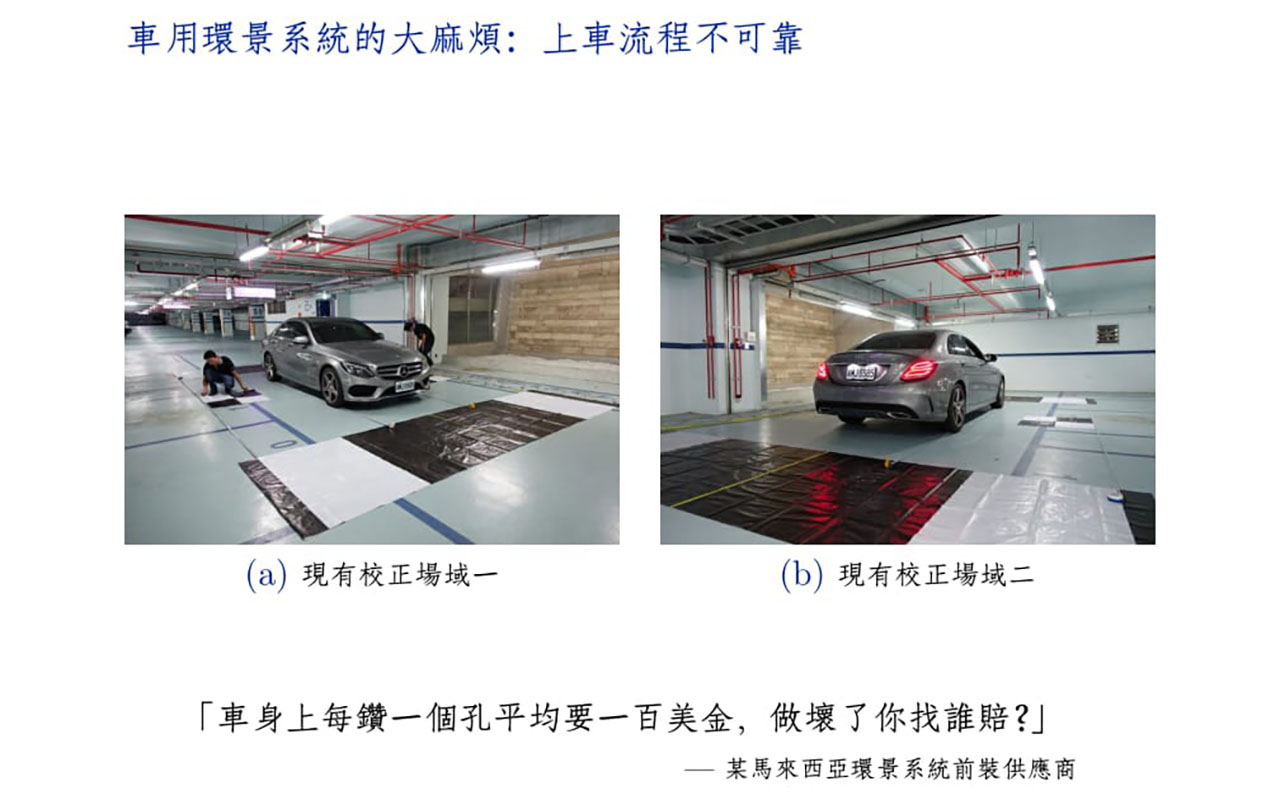 車用環景系統的大麻煩：上車流程不可靠
(a) 現有校正場域一
(b) 現有校正場域二
「車身上每鑽一個孔平均要一百美金，做壞了你找誰賠?」
— 某馬來西亞環景系統前裝供應商